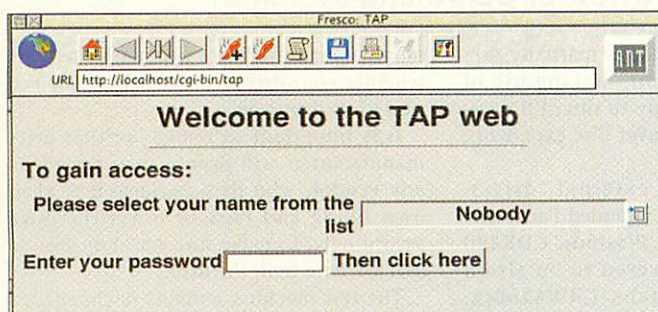 Fresco: TAP
URL http://localhost/cgi-bin/tap
ANT
Welcome to the TAP web
To gain access:
Please select your name from the
list
Nobody
Enter your password Then click here